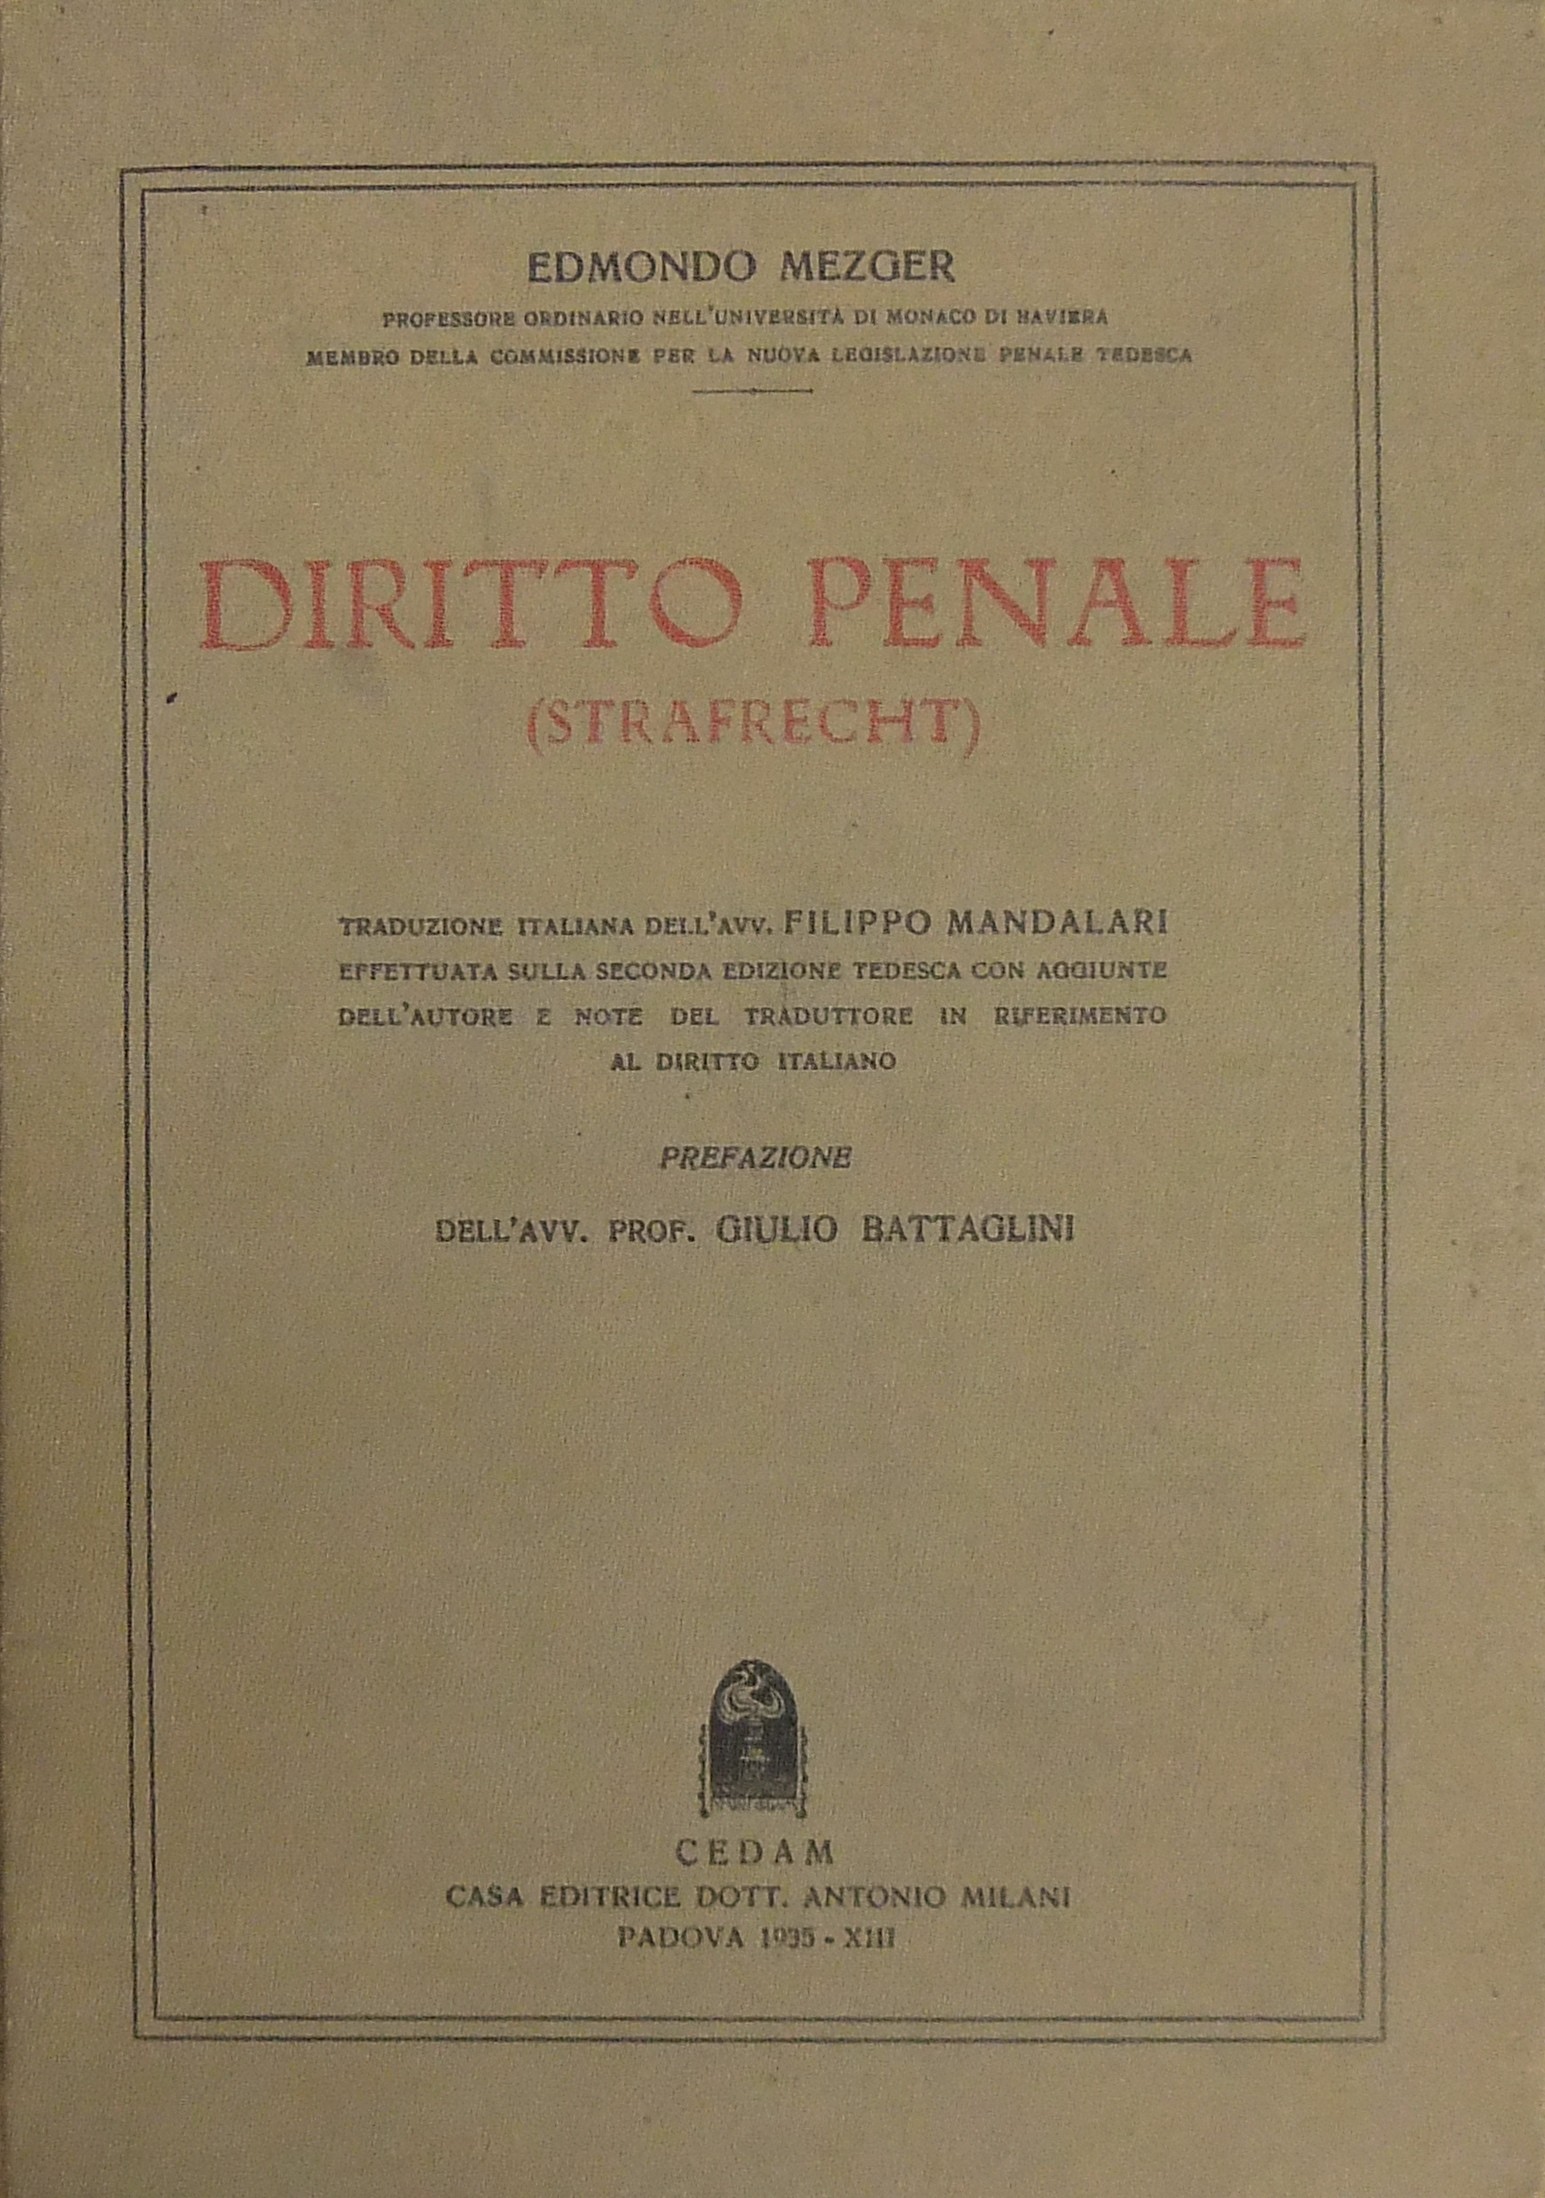 EDMONDO MEZGER
PROFESSORE ORDINARIO NELL'UNIVERSITÀ DI MONACO DI BAVIERA
MEMBRO DELLA COMMISSIONE PER LA NUOVA LEGISLAZIONE PENALE TEDESCA
DIRITTO PENALE
(STRAFRECHT)
TRADUZIONE ITALIANA DELL'AVV. FILIPPO MANDALARI
EFFETTUATA SULLA SECONDA EDIZIONE TEDESCA CON AGGIUNTE
DELL'AUTORE E NOTE DEL TRADUTTORE IN RIFERIMENTO
AL DIRITTO ITALIANO
PREFAZIONE
DELL'AVV. PROF. GIULIO BATTAGLINI
CEDAM
CASA EDITRICE DOTT. ANTONIO MILANI
PADOVA 1935 - XIII